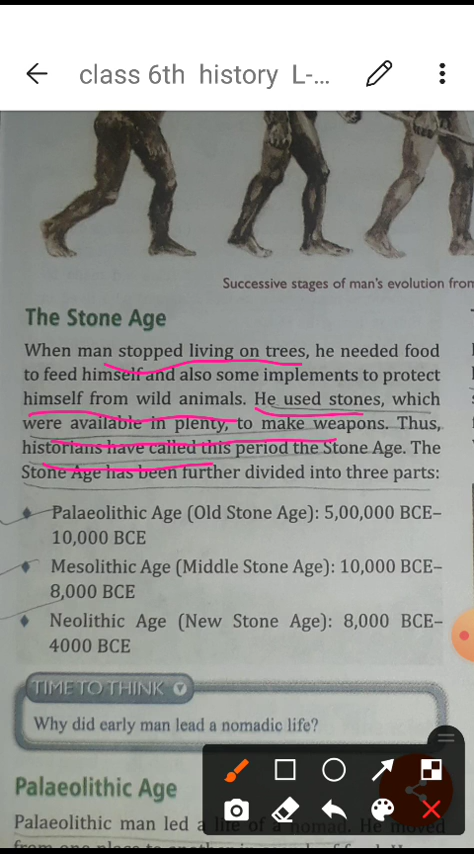 class 6th history L-...
Successive stages of man's evolution from
The Stone Age
When man stopped living on trees, he needed food
to feed himself and also some implements to protect
himself from wild animals. He used stones, which
were available in plenty, to make weapons. Thus,
historians have called this period the Stone Age. The
Stone Age has been further divided into three parts:
Palaeolithic Age (Old Stone Age): 5,00,000 BCE–
10,000 BCE
Mesolithic Age (Middle Stone Age): 10,000 BCE–
8,000 BCE
Neolithic Age (New Stone Age): 8,000 BCE–
4000 BCE
TIME TO THINK
Why did early man lead a nomadic life?
Palaeolithic Age
Palaeolithic man led a life of a nomad. He moved
from one place to another